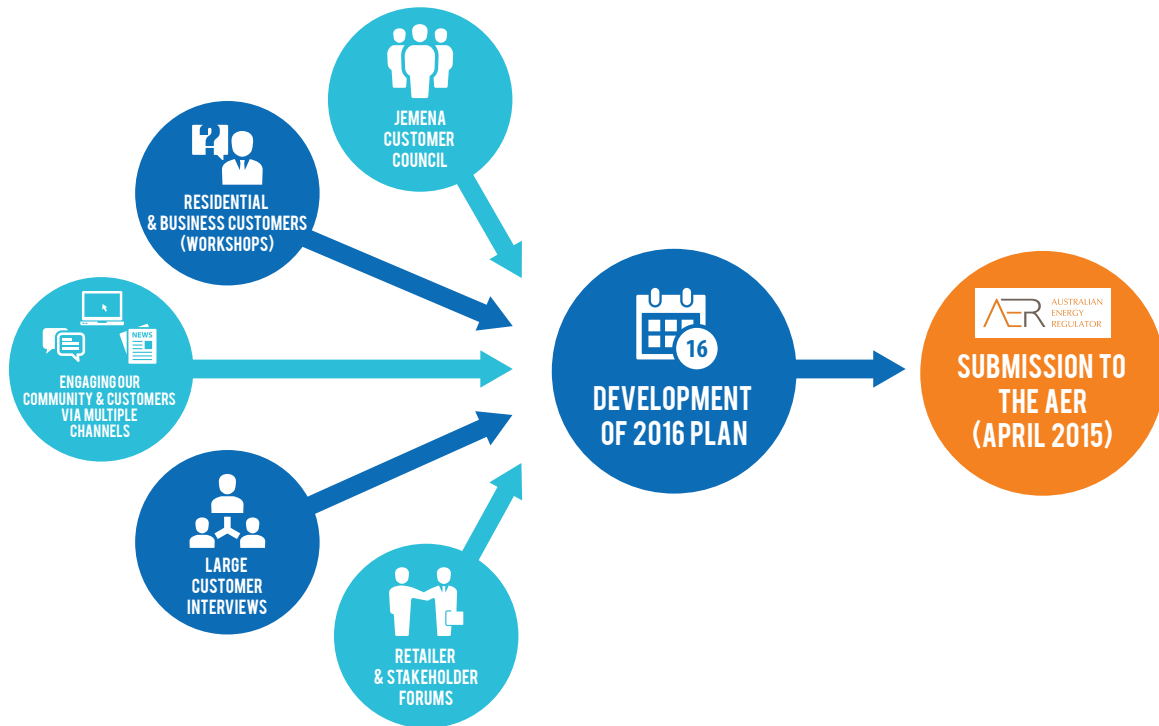 JEMENA
CUSTOMER
COUNCIL
?
RESIDENTIAL
& BUSINESS CUSTOMERS
(WORKSHOPS)
NEWS
ENGAGING OUR
COMMUNITY & CUSTOMERS
VIA MULTIPLE
CHANNELS
LARGE
CUSTOMER
INTERVIEWS
RETAILER
& STAKEHOLDER
FORUMS
16
DEVELOPMENT
OF 2016 PLAN
AER AUSTRALIAN
ENERGY
REGULATOR
SUBMISSION TO
THE AER
(APRIL 2015)